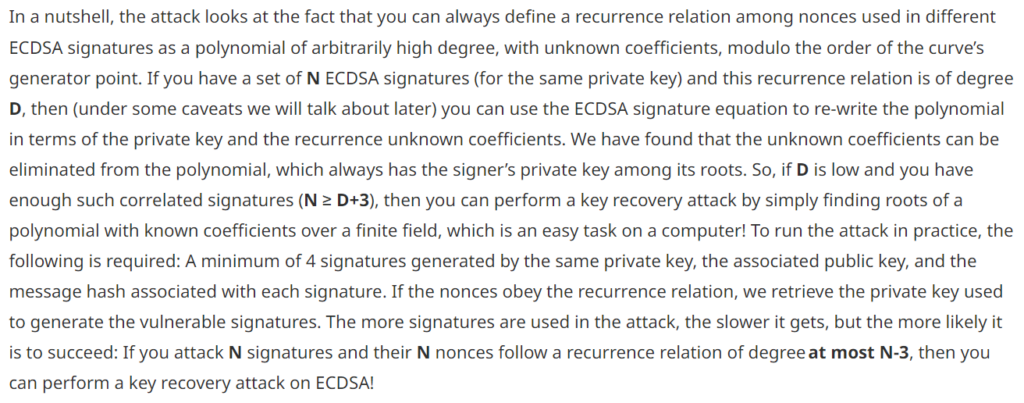 In a nutshell, the attack looks at the fact that you can always define a recurrence relation among nonces used in different
ECDSA signatures as a polynomial of arbitrarily high degree, with unknown coefficients, modulo the order of the curve’s
generator point. If you have a set of N ECDSA signatures (for the same private key) and this recurrence relation is of degree
D, then (under some caveats we will talk about later) you can use the ECDSA signature equation to re-write the polynomial
in terms of the private key and the recurrence unknown coefficients. We have found that the unknown coefficients can be
eliminated from the polynomial, which always has the signer’s private key among its roots. So, if D is low and you have
enough such correlated signatures (N ≥ D+3), then you can perform a key recovery attack by simply finding roots of a
polynomial with known coefficients over a finite field, which is an easy task on a computer! To run the attack in practice, the
following is required: A minimum of 4 signatures generated by the same private key, the associated public key, and the
message hash associated with each signature. If the nonces obey the recurrence relation, we retrieve the private key used
to generate the vulnerable signatures. The more signatures are used in the attack, the slower it gets, but the more likely it
is to succeed: If you attack N signatures and their N nonces follow a recurrence relation of degree at most N-3, then you
can perform a key recovery attack on ECDSA!